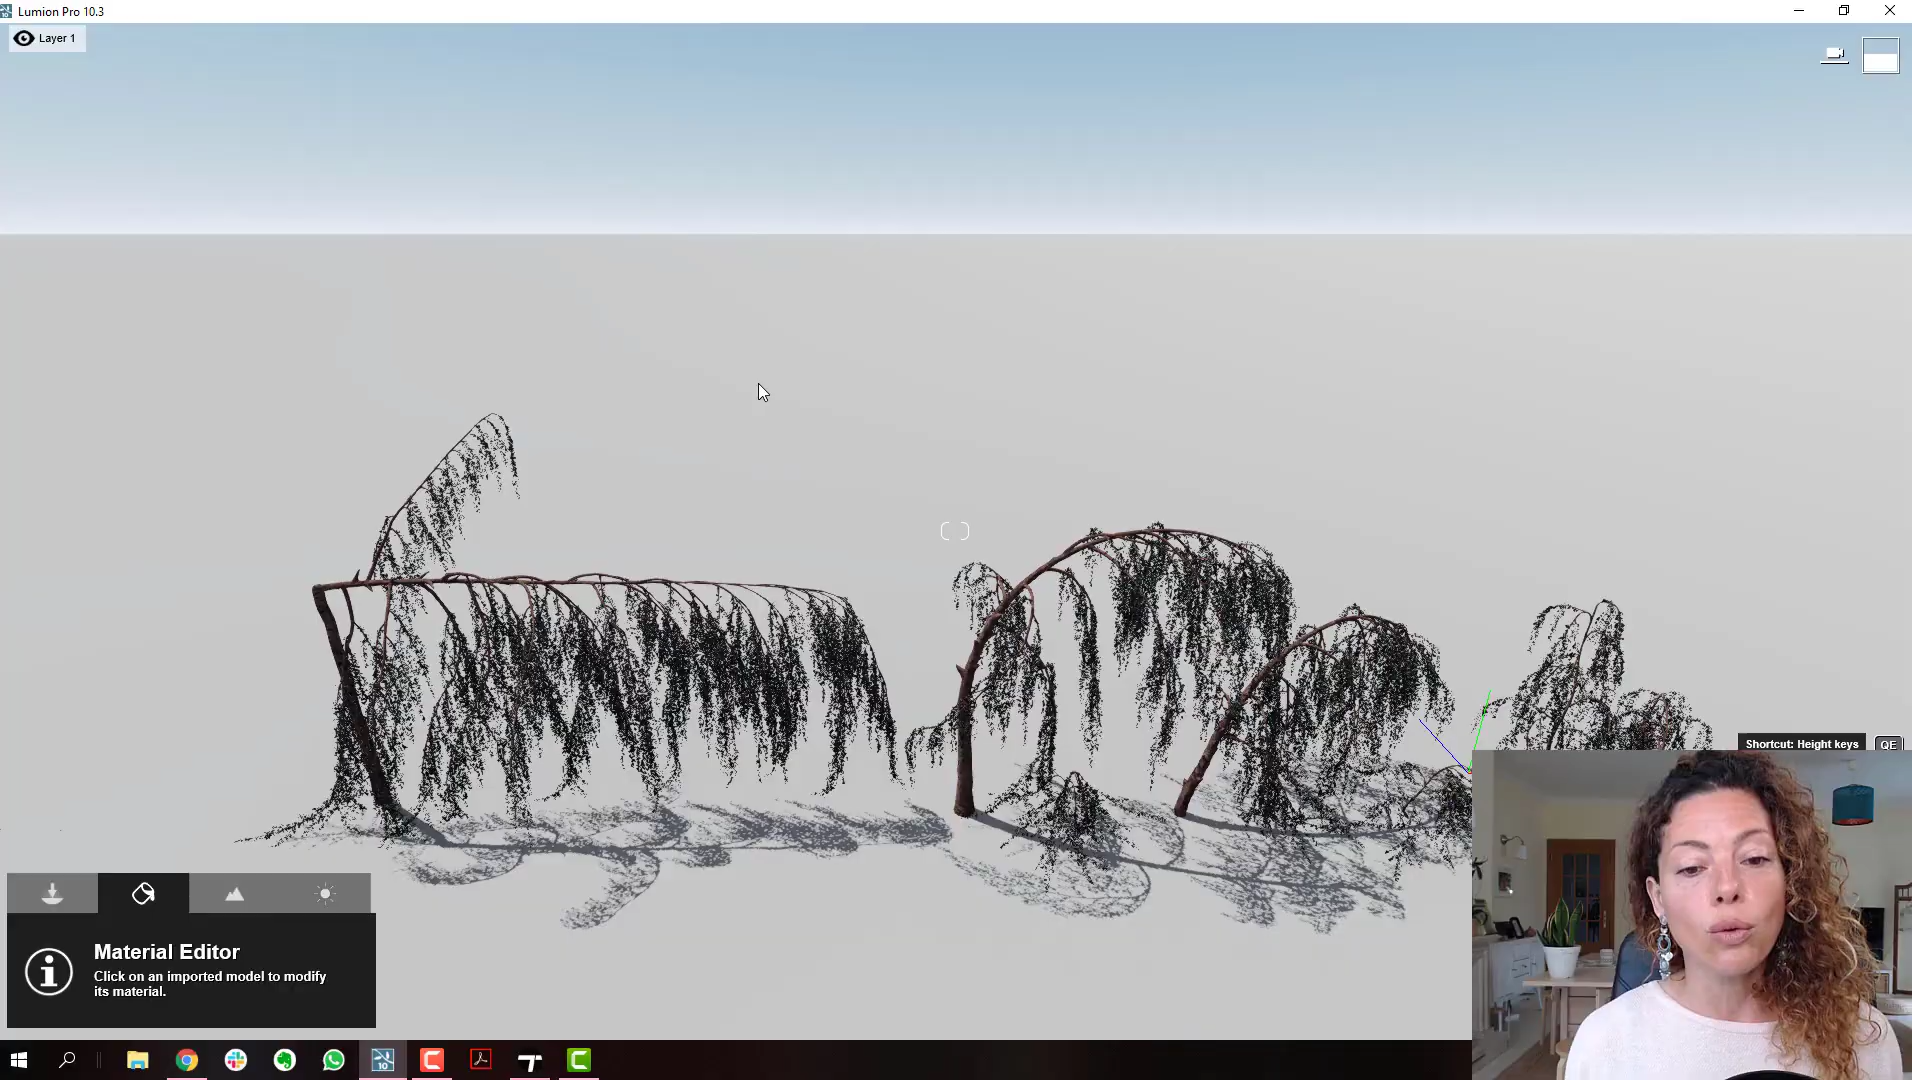 Lumion Pro 10.3
Layer 1
Shortcut: Height keys
QE
Material Editor
Click on an imported model to modify
its material.
10